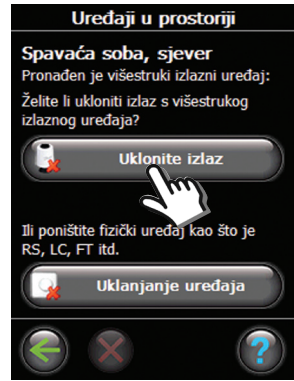 Uređaji u prostoriji
Spavaća soba, sjever
Pronađen je višestruki izlazni uređaj:
Želite li ukloniti izlaz s višestrukog
izlaznog uređaja?
Uklonite izlaz
Ili poništite fizički uređaj kao što je
RS, LC, FT itd.
Uklanjanje uređaja
?